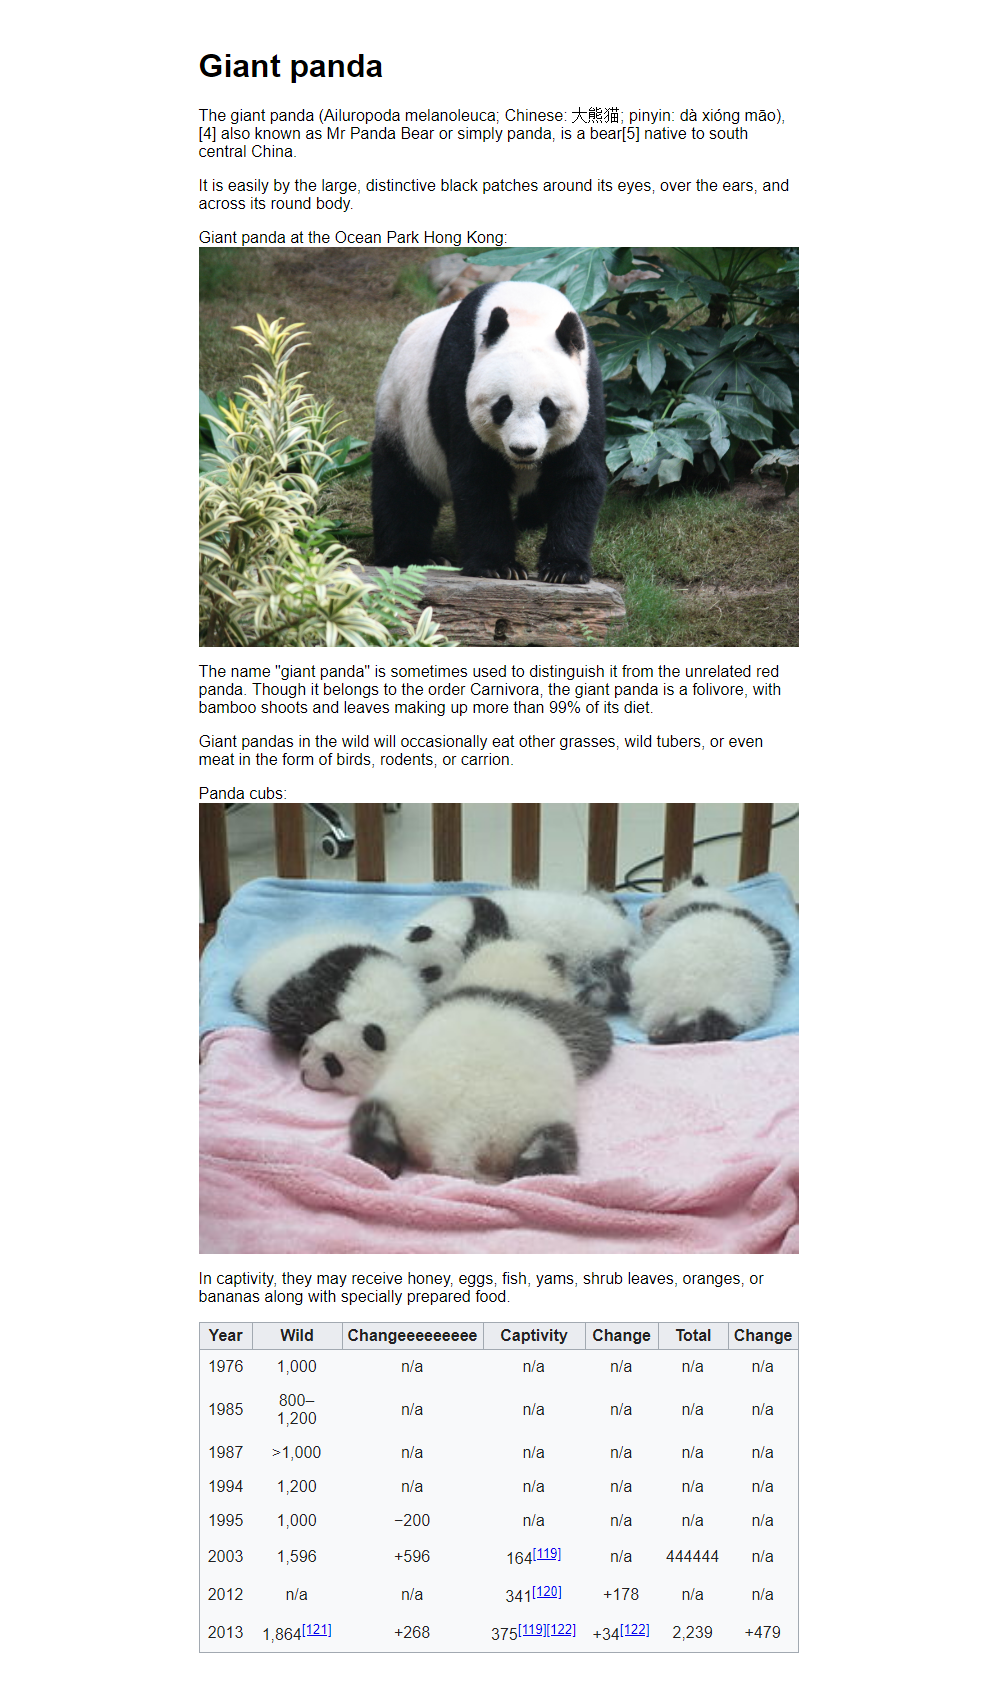 Giant panda
The giant panda (Ailuropoda melanoleuca; Chinese: 大熊猫; pinyin: dà xióng māo),
[4] also known as Mr Panda Bear or simply panda, is a bear[5] native to south
central China.
It is easily by the large, distinctive black patches around its eyes, over the ears, and
across its round body.
Giant panda at the Ocean Park Hong Kong:
The name "giant panda" is sometimes used to distinguish it from the unrelated red
panda. Though it belongs to the order Carnivora, the giant panda is a folivore, with
bamboo shoots and leaves making up more than 99% of its diet.
Giant pandas in the wild will occasionally eat other grasses, wild tubers, or even
meat in the form of birds, rodents, or carrion.
Panda cubs:
In captivity, they may receive honey, eggs, fish, yams, shrub leaves, oranges, or
bananas along with specially prepared food.
Year Wild Changeeeeeeeee Captivity Change Total Change
1976 1,000 n/a n/a n/a n/a n/a
1985 800–
1,200 n/a n/a n/a n/a n/a
1987 >1,000 n/a n/a n/a n/a n/a
1994 1,200 n/a n/a n/a n/a n/a
1995 1,000 −200 n/a n/a n/a n/a
2003 1,596 +596 164[119] n/a 444444 n/a
2012 n/a n/a 341[120] +178 n/a n/a
2013 1,864[121] +268 375[119][122] +34[122] 2,239 +479